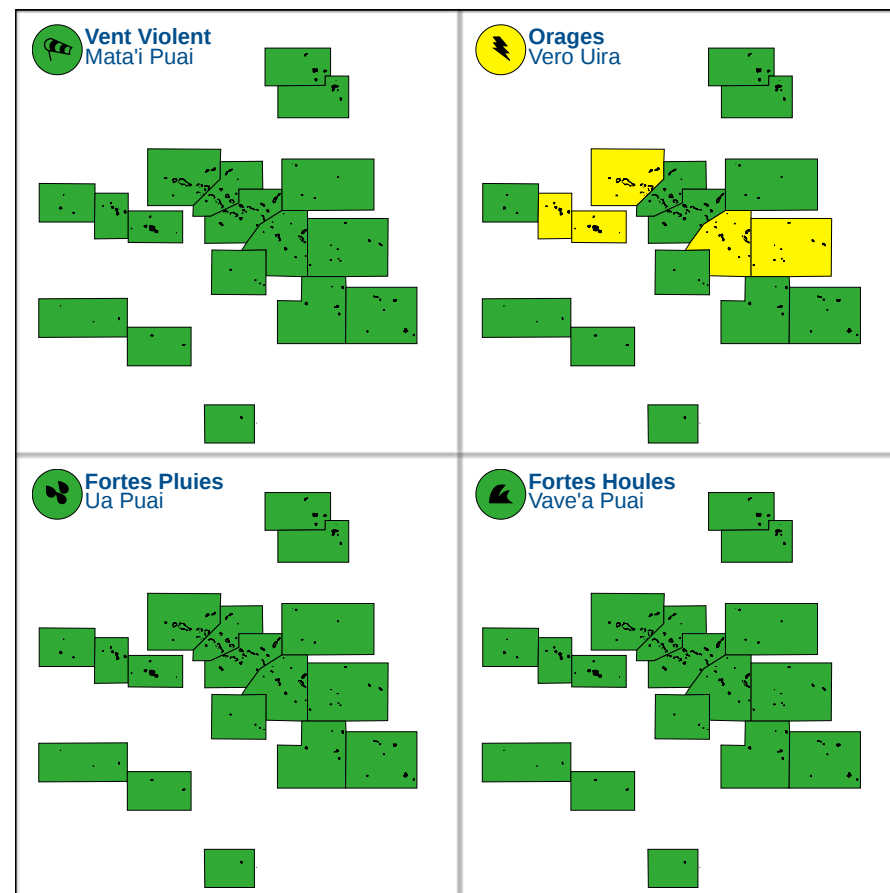 Vent Violent
Mata'i Puai
Orages
Vero Uira
Fortes Pluies
Ua Puai
Fortes Houles
Vave'a Puai